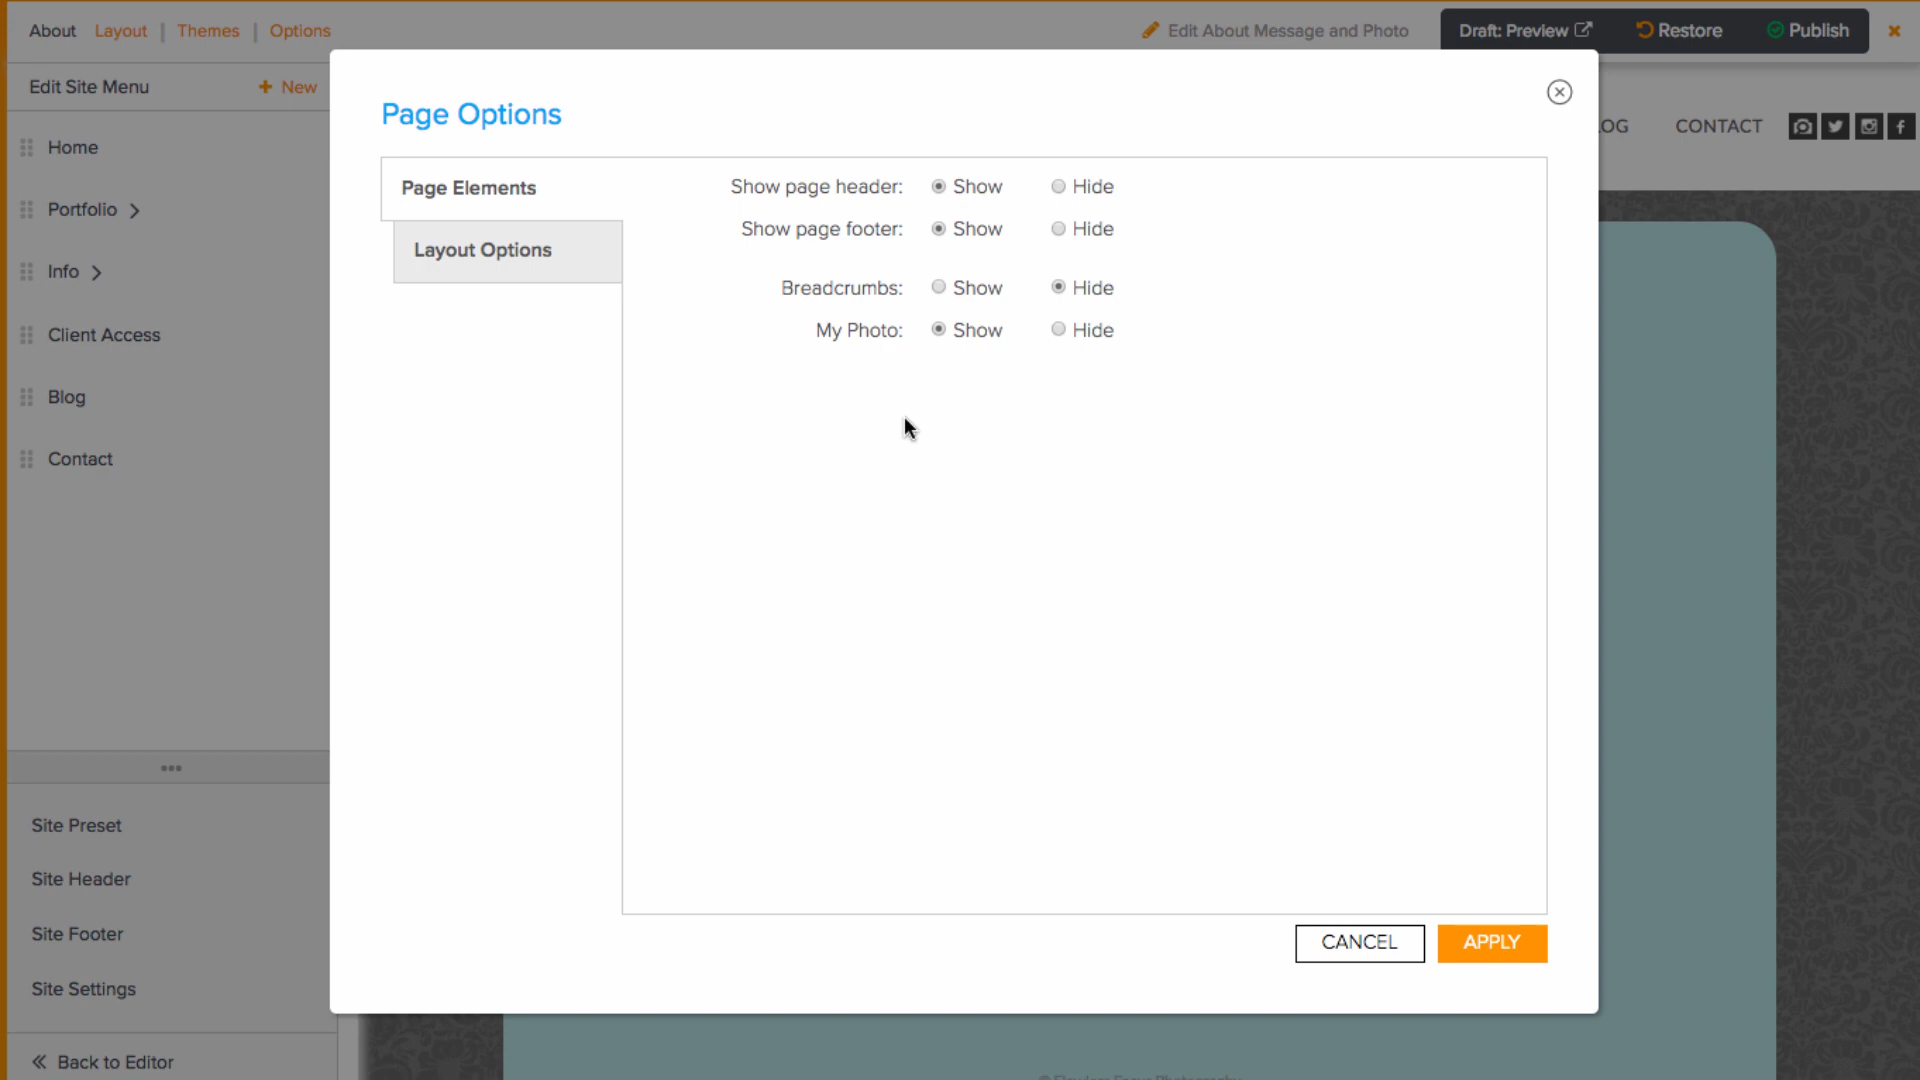 About Layout | Themes | Options
Edit About Message and Photo
Draft: Preview Restore Publish
Edit Site Menu + New
Home
Portfolio
Info
Client Access
Blog
Contact
Site Preset
Site Header
Site Footer
Site Settings
Back to Editor
Page Options
Page Elements
Layout Options
Show page header: Show Hide
Show page footer: Show Hide
Breadcrumbs: Show Hide
My Photo: Show Hide
CANCEL APPLY
OG CONTACT